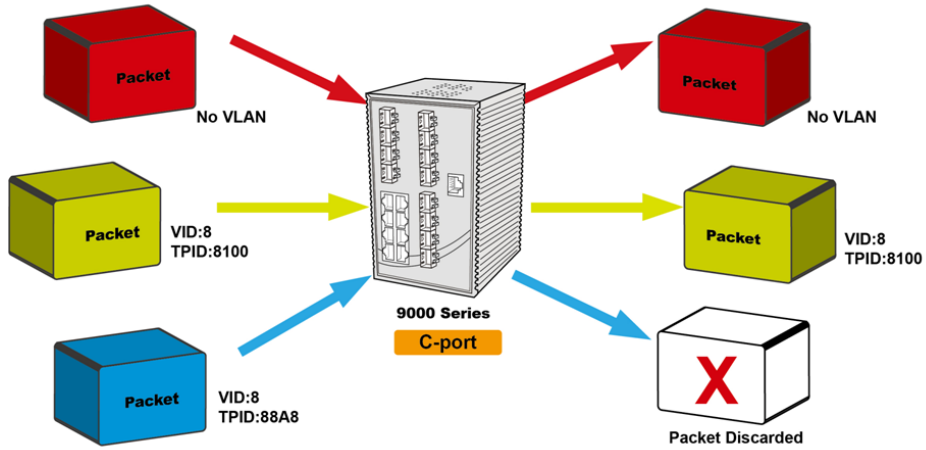 Packet
No VLAN
Packet
No VLAN
Packet
VID:8
TPID:8100
Packet
VID:8
TPID:8100
9000 Series
C-port
Packet
VID:8
TPID:88A8
X
Packet Discarded